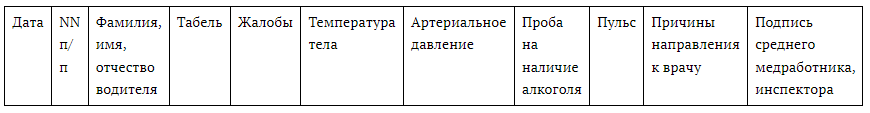 Дата
NN
п/
п
Фамилия,
имя,
отчество
водителя
Табель
Жалобы
Температура
тела
Артериальное
давление
Проба
на
наличие
алкоголя
Пульс
Причины
направления
к врачу
Подпись
среднего
медработника,
инспектора